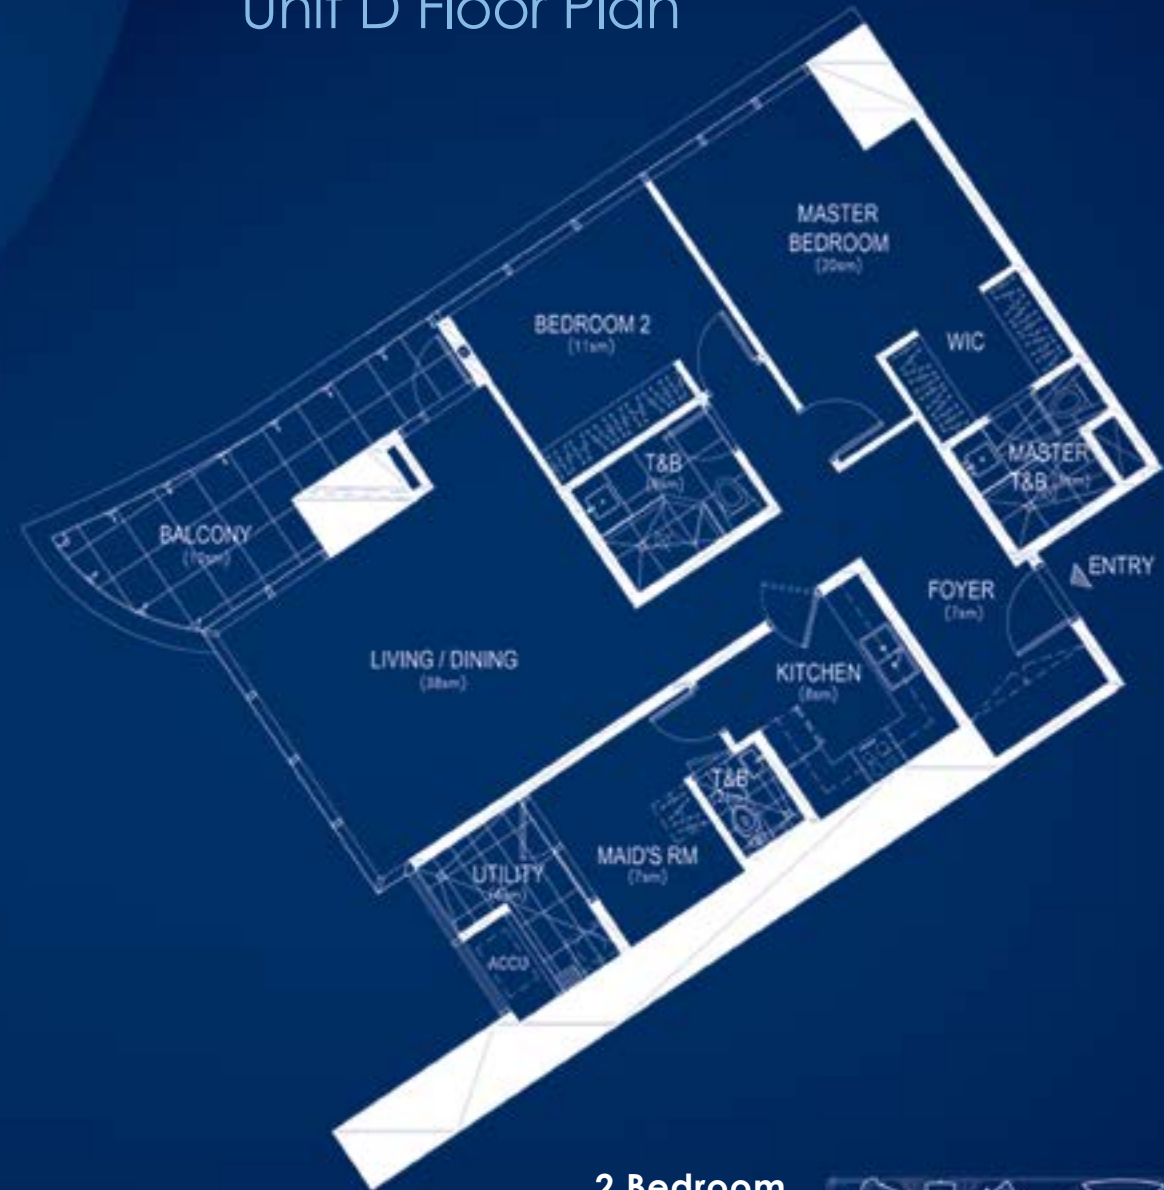 Unit D Floor Plan
MASTER
BEDROOM
(20sm)
BEDROOM 2
(11sm)
WIC
T&B
MASTER
T&B
BALCONY
ENTRY
FOYER
(7sm)
LIVING / DINING
(38sm)
KITCHEN
(8sm)
T&B
MAID'S RM
(7sm)
UTILITY
ACCU
2 Bedroom